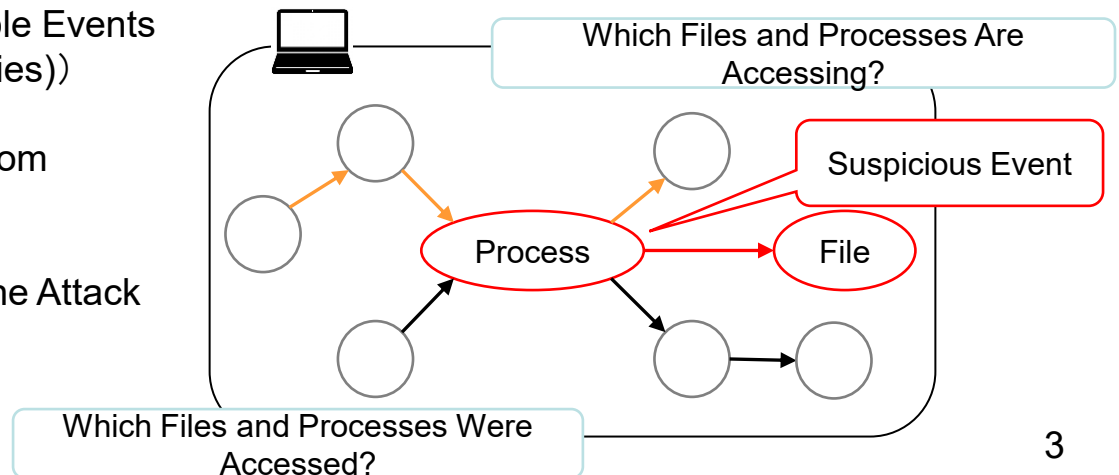 ole Events
ies)）
om
ne Attack
Which Files and Processes Are
Accessing?
Suspicious Event
Process
File
Which Files and Processes Were
Accessed?
3